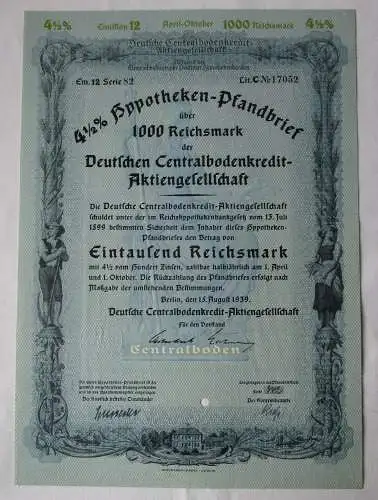 4½% Emission 12 April-Oktober 1000 Reichsmark 4½%
Deutsche Centralbodenkredit-
Aktiengesellschaft
Em. 12 Serie 82 Lit. C № 17052
4½% Hypotheken-Pfandbrief
über
1000 Reichsmark
der
Deutschen Centralbodenkredit-
Aktiengesellschaft
Die Deutsche Centralbodenkredit-Aktiengesellschaft
schuldet unter der im Reichshypothekenbankgesetz vom 13. Juli
1899 bestimmten Sicherheit dem Inhaber dieses Hypotheken-
Pfandbriefes den Betrag von
Eintausend Reichsmark
mit 4½ vom Hundert Zinsen, zahlbar halbjährlich am 1. April
und 1. Oktober. Die Rückzahlung des Pfandbriefes erfolgt nach
Maßgabe der umstehenden Bestimmungen.
Berlin, den 15. August 1939.
Deutsche Centralbodenkredit-Aktiengesellschaft
Für den Vorstand
Centralboden